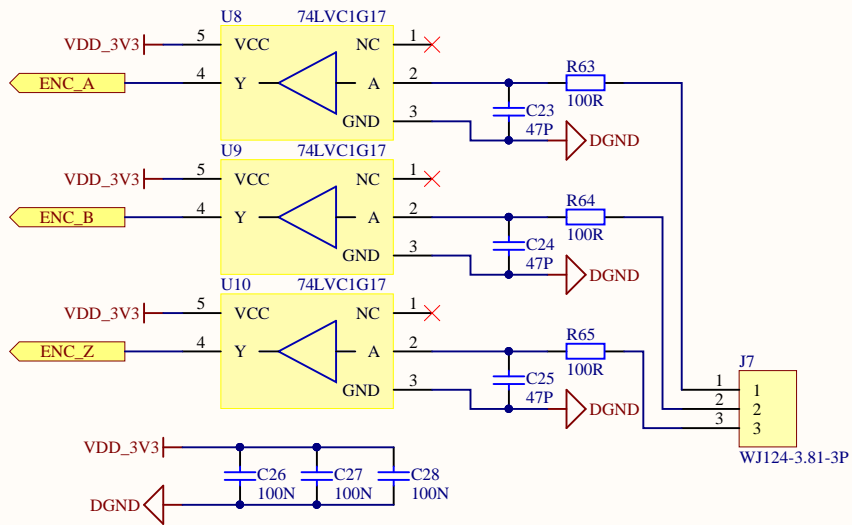 U8 74LVC1G17
VDD_3V3 5 VCC NC 1
ENC_A 4 Y A 2 R63
100R
C23
GND 3 47P DGND
U9 74LVC1G17
VDD_3V3 5 VCC NC 1
ENC_B 4 Y A 2 R64
100R
C24
GND 3 47P DGND
U10 74LVC1G17
VDD_3V3 5 VCC NC 1
ENC_Z 4 Y A 2 R65
100R
C25
GND 3 47P DGND
J7
1 1
2 2
3 3
WJ124-3.81-3P
VDD_3V3
C26 C27 C28
100N 100N 100N
DGND